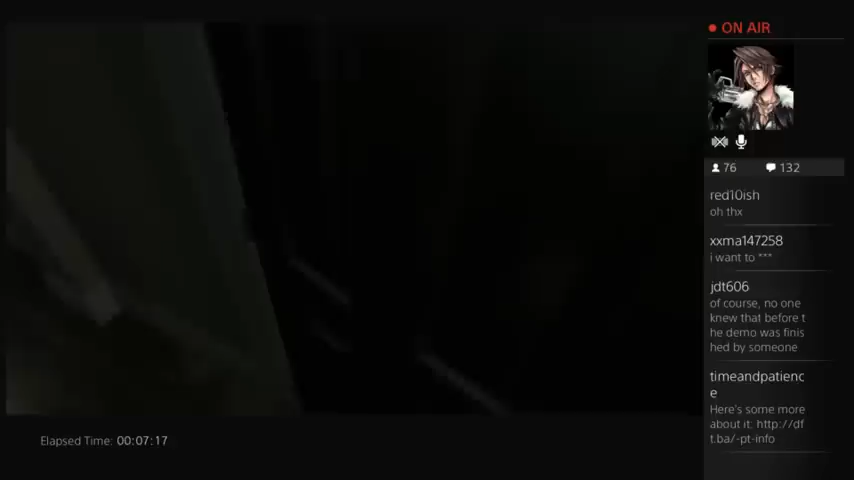 ON AIR
76 132
red10ish
oh thx
xxma147258
i want to ***
jdt606
of course, no one
knew that before t
he demo was finis
hed by someone
timeandpatienc
e
Here's some more
about it: http://df
t.ba/-pt-info
Elapsed Time: 00:07:17